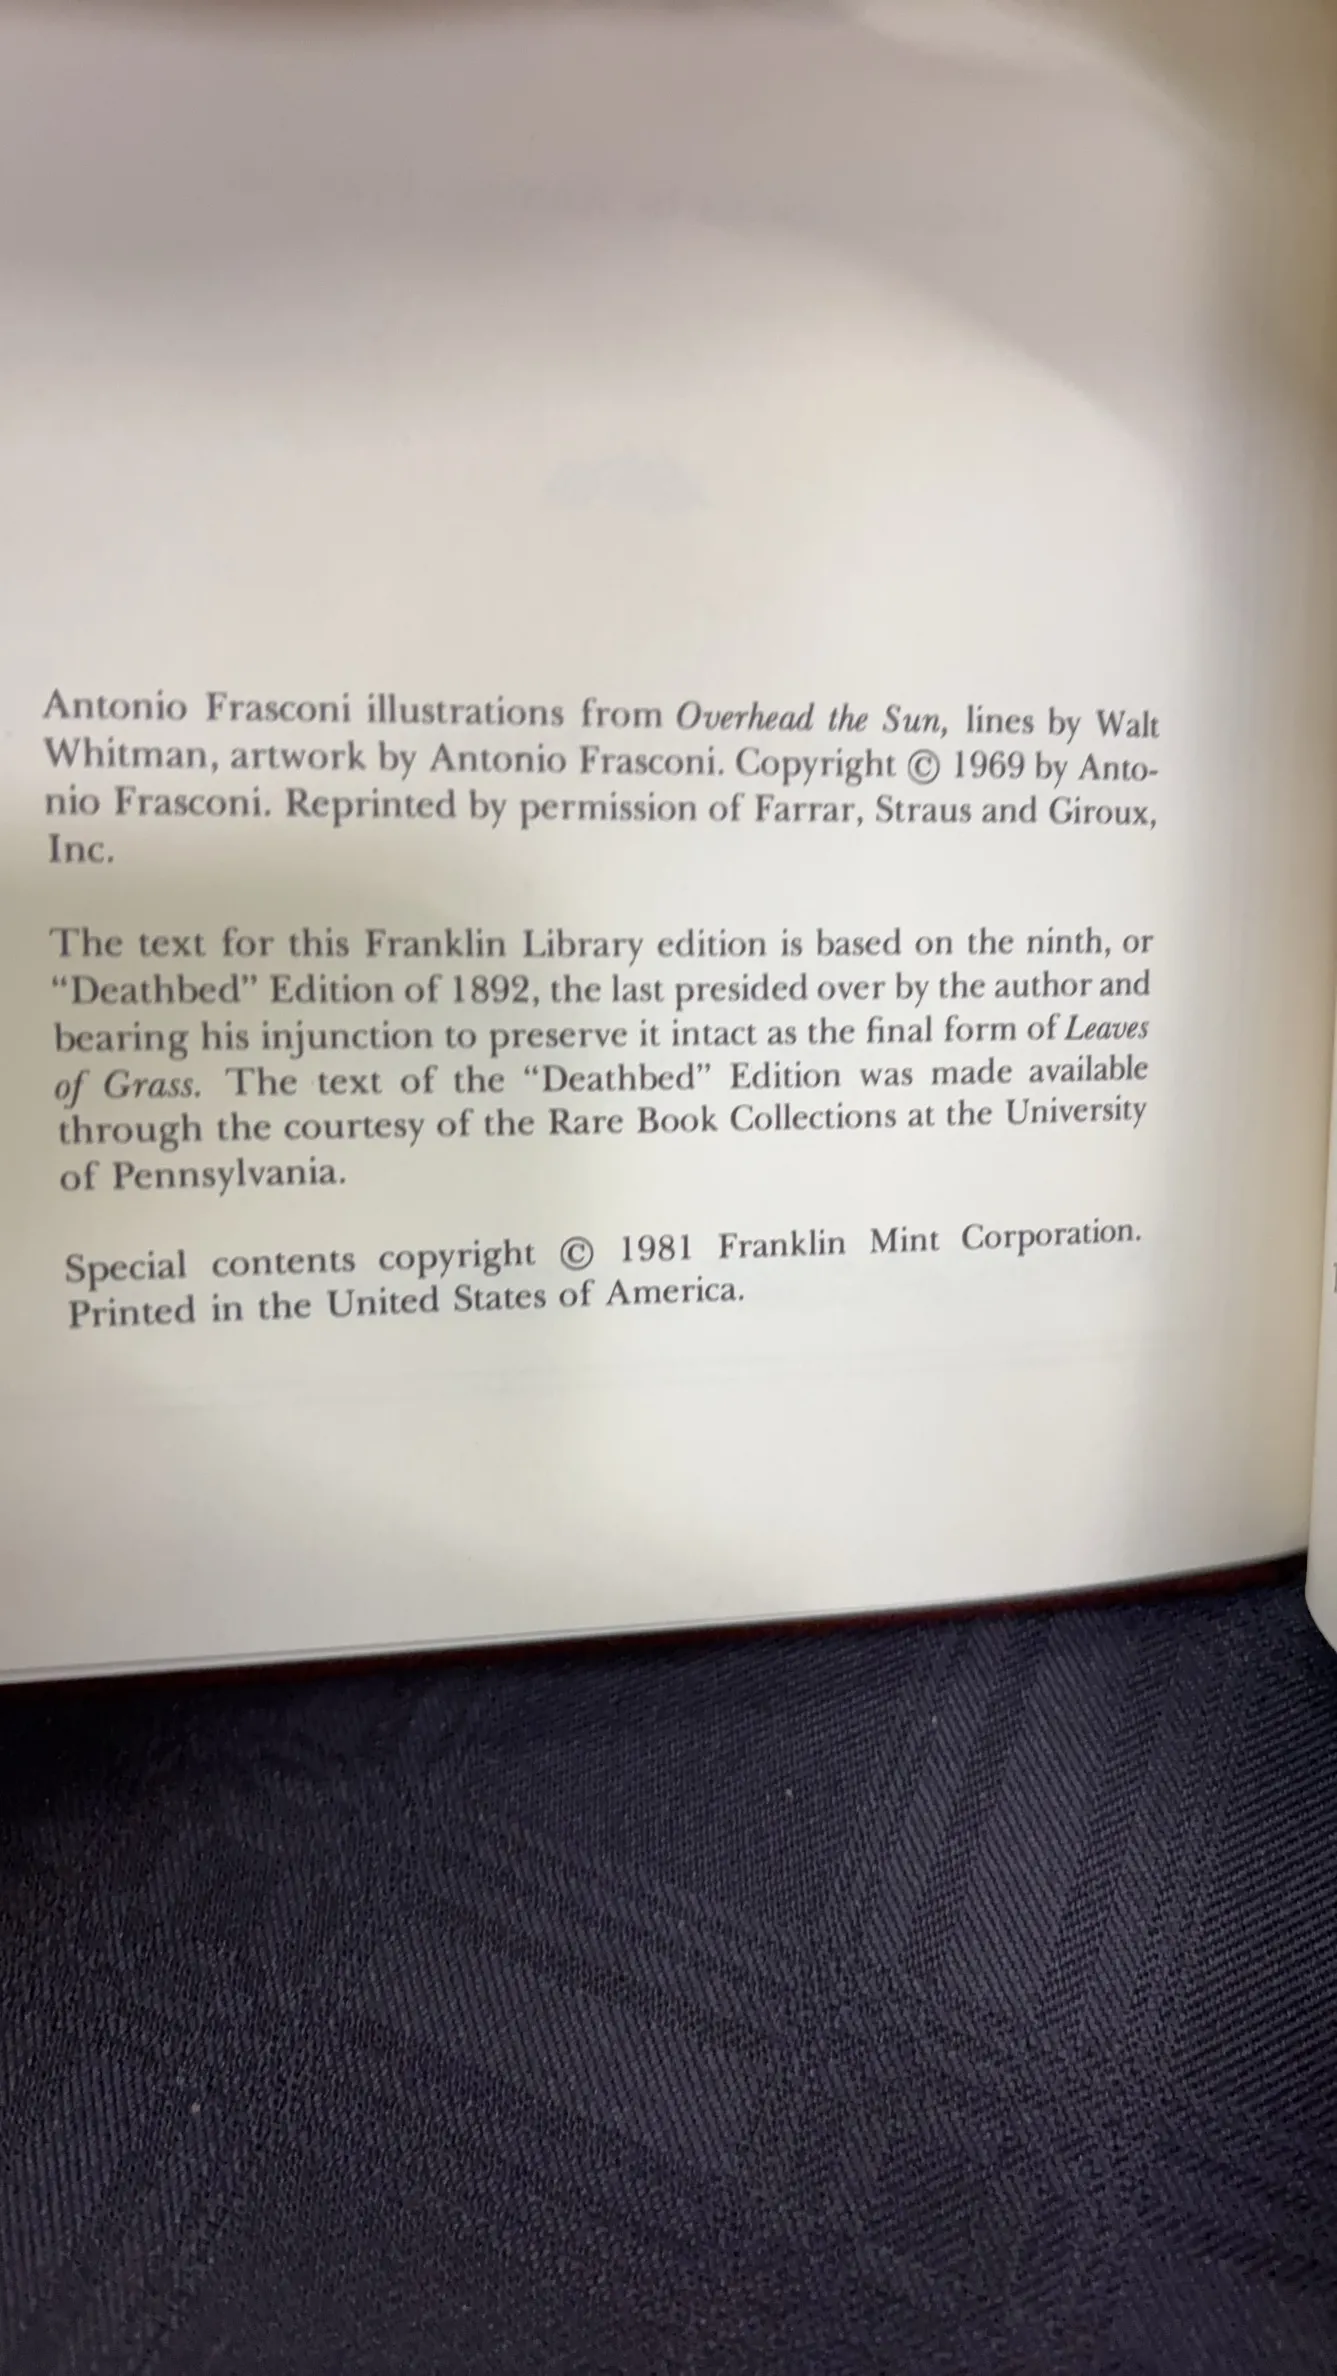 Antonio Frasconi illustrations from Overhead the Sun, lines by Walt
Whitman, artwork by Antonio Frasconi. Copyright © 1969 by Anto-
nio Frasconi. Reprinted by permission of Farrar, Straus and Giroux,
Inc.
The text for this Franklin Library edition is based on the ninth, or
“Deathbed” Edition of 1892, the last presided over by the author and
bearing his injunction to preserve it intact as the final form of Leaves
of Grass. The text of the “Deathbed” Edition was made available
through the courtesy of the Rare Book Collections at the University
of Pennsylvania.
Special contents copyright © 1981 Franklin Mint Corporation.
Printed in the United States of America.